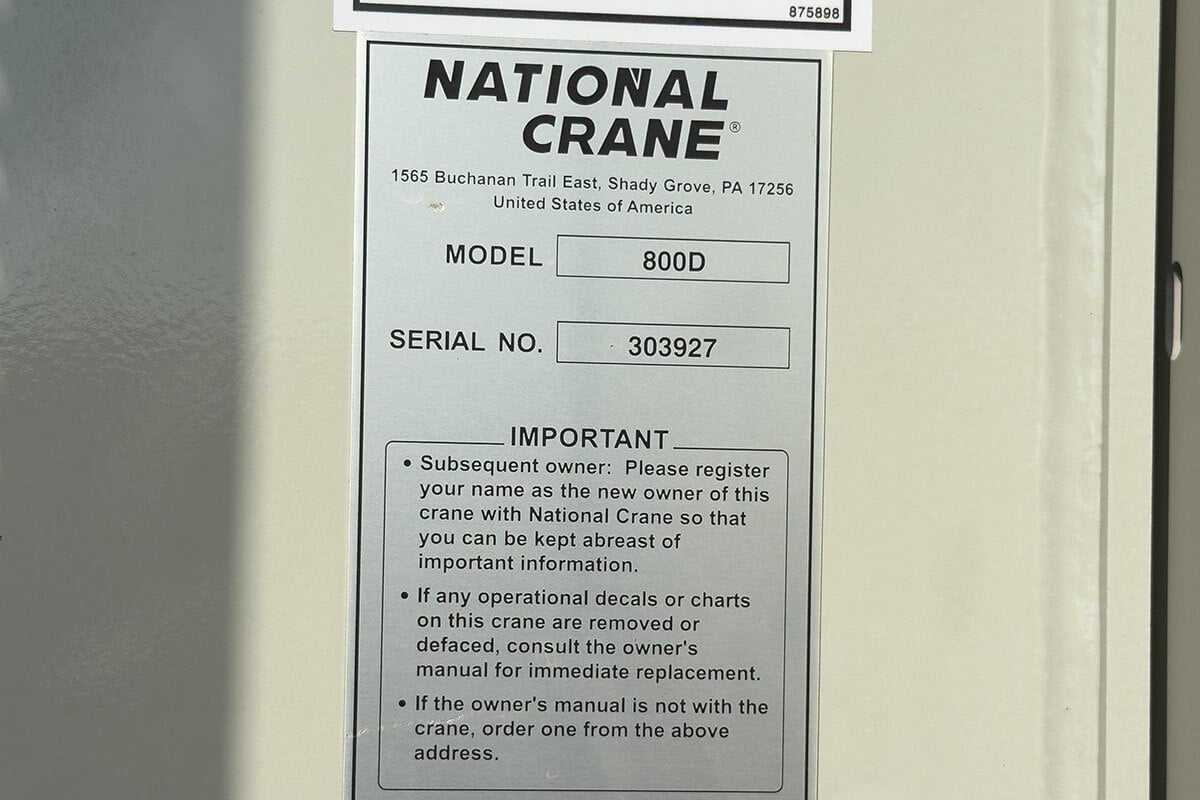 875898
NATIONAL
CRANE®
1565 Buchanan Trail East, Shady Grove, PA 17256
United States of America
MODEL 800D
SERIAL NO. 303927
IMPORTANT
• Subsequent owner: Please register
your name as the new owner of this
crane with National Crane so that
you can be kept abreast of
important information.
• If any operational decals or charts
on this crane are removed or
defaced, consult the owner's
manual for immediate replacement.
• If the owner's manual is not with the
crane, order one from the above
address.